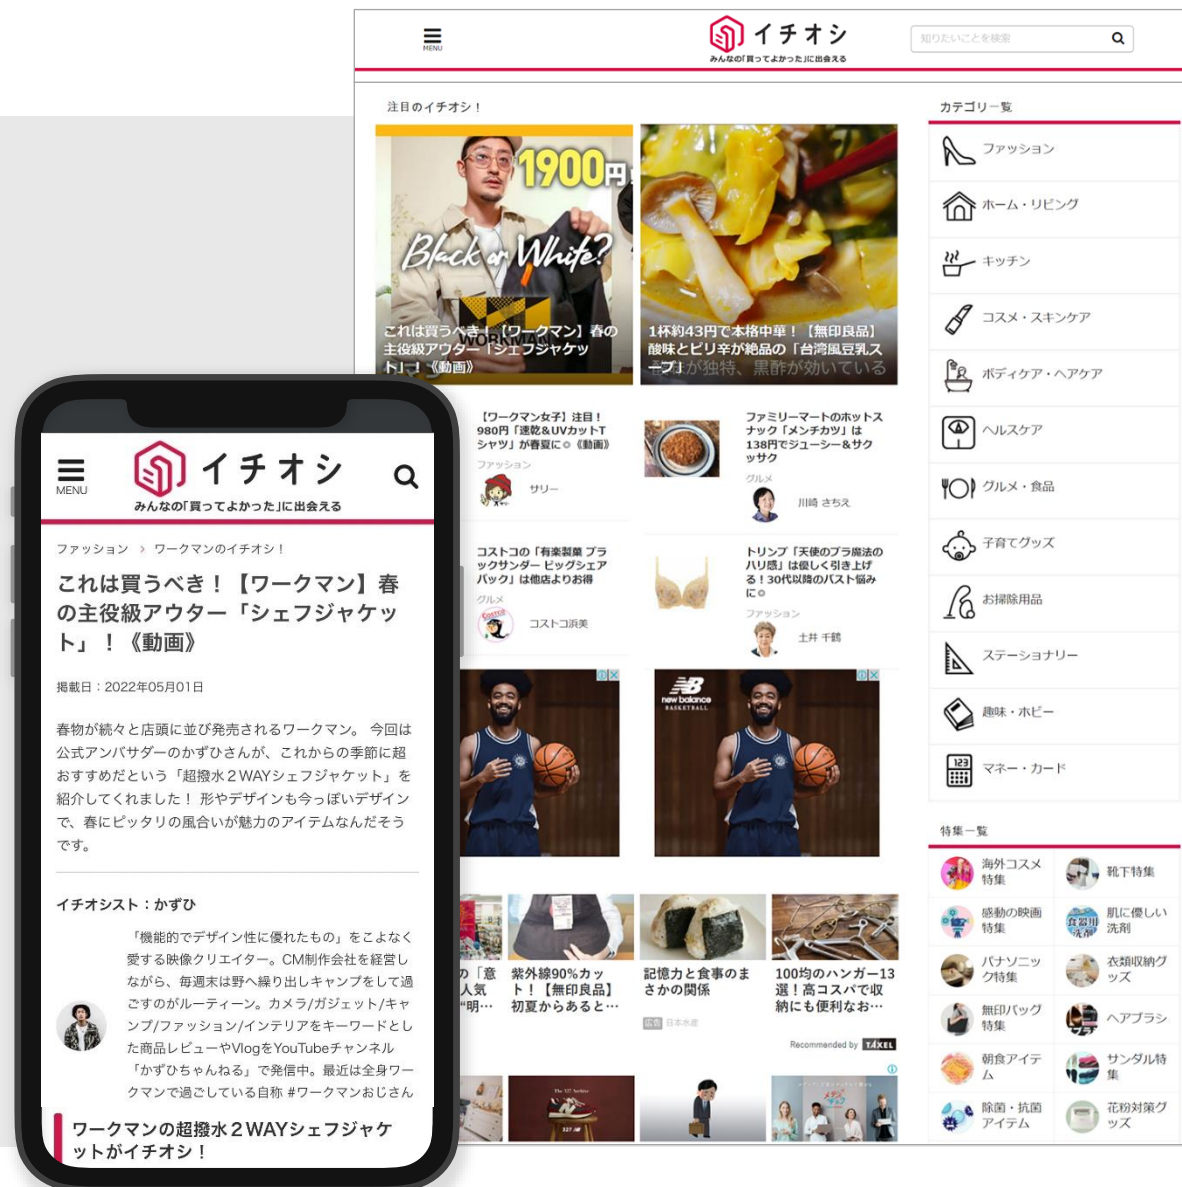 MENU
イチオシ
みんなの「買ってよかった」に出会える
知りたいことを検索
注目のイチオシ！
1900円
Black or White?
WORKMAN
これは買うべき！【ワークマン】春の
主役級アウター「シェフジャケッ
ト」！《動画》
1杯約43円で本格中華！【無印良品】
酸味とピリ辛が絶品の「台湾風豆乳ス
ープ」
が独特、黒酢が効いている
【ワークマン女子】注目！
980円「速乾&UVカットT
シャツ」が春夏に◎《動画》
ファッション
サリー
ファミリーマートのホットス
ナック「メンチカツ」は
138円でジューシー&サク
ッサク
グルメ
川崎 さちえ
コストコの「有楽製菓 ブラ
ックサンダー ビッグシェア
パック」は他店よりお得
グルメ
COSTCO
コストコ浜美
トリンプ「天使のブラ魔法の
ハリ感」は優しく引き上げ
る！30代以降のバスト悩み
に◎
ファッション
土井 千鶴
new balance
BASKETBALL
の「意
人気
“明…
紫外線90%カッ
ト！【無印良品】
初夏からあると…
記憶力と食事のま
さかの関係
広告 日本水産
100均のハンガー13
選！高コスパで収
納にも便利なお…
Recommended by TAXEL
The 327 Archive
327
カテゴリ一覧
ファッション
ホーム・リビング
キッチン
コスメ・スキンケア
ボディケア・ヘアケア
ヘルスケア
グルメ・食品
子育てグッズ
お掃除用品
ステーショナリー
趣味・ホビー
123
マネー・カード
特集一覧
海外コスメ
特集
靴下特集
感動の映画
特集
食器用
洗剤
肌に優しい
洗剤
パナソニッ
ク特集
衣類収納グ
ッズ
無印バッグ
特集
ヘアブラシ
朝食アイテ
ム
サンダル特
集
除菌・抗菌
アイテム
花粉対策グ
ッズ
MENU
イチオシ
みんなの「買ってよかった」に出会える
ファッション > ワークマンのイチオシ！
これは買うべき！【ワークマン】春
の主役級アウター「シェフジャケッ
ト」！《動画》
掲載日：2022年05月01日
春物が続々と店頭に並び発売されるワークマン。 今回は
公式アンバサダーのかずひさんが、これからの季節に超
おすすめだという「超撥水２WAYシェフジャケット」を
紹介してくれました！ 形やデザインも今っぽいデザイン
で、春にピッタリの風合いが魅力のアイテムなんだそう
です。
イチオシスト：かずひ
「機能的でデザイン性に優れたもの」をこよなく
愛する映像クリエイター。CM制作会社を経営し
ながら、毎週末は野へ繰り出しキャンプをして過
ごすのがルーティーン。カメラ/ガジェット/キャ
ンプ/ファッション/インテリアをキーワードとし
た商品レビューやVlogをYouTubeチャンネル
「かずひちゃんねる」で発信中。最近は全身ワー
クマンで過ごしている自称 #ワークマンおじさん
ワークマンの超撥水２WAYシェフジャケ
ットがイチオシ！